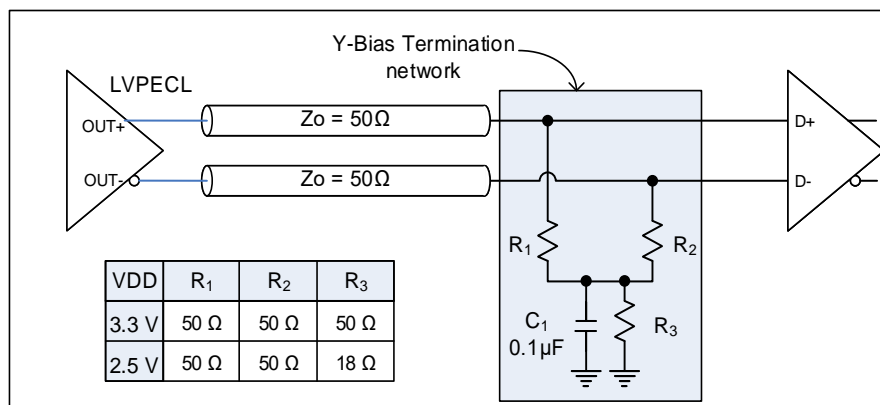 Y-Bias Termination
network
LVPECL
OUT+
OUT-
Zo = 50Ω
Zo = 50Ω
D+
D-
R1
R2
C1
0.1µF
R3
VDD R1 R2 R3
3.3 V 50 Ω 50 Ω 50 Ω
2.5 V 50 Ω 50 Ω 18 Ω